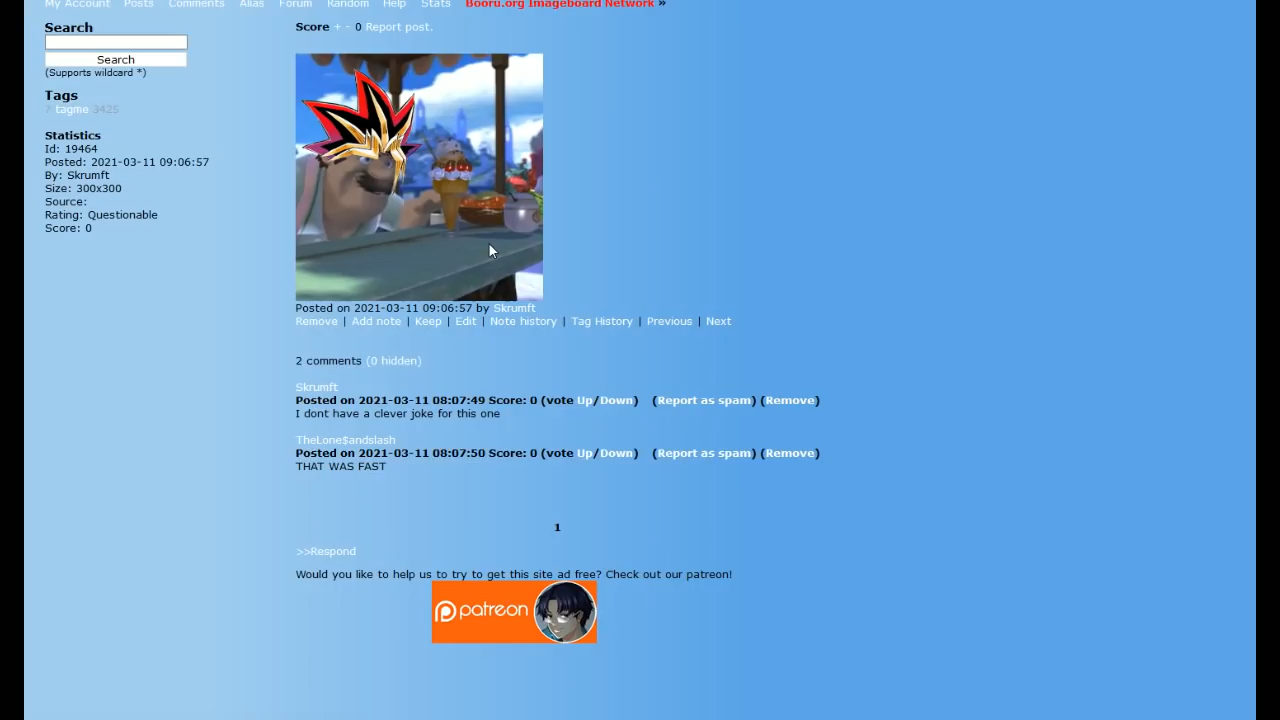 My Account Posts Comments Alias Forum Random Help Stats Booru.org Imageboard Network »
Search
Search
(Supports wildcard *)
Tags
? tagme 3425
Statistics
Id: 19464
Posted: 2021-03-11 09:06:57
By: Skrumft
Size: 300x300
Source:
Rating: Questionable
Score: 0
Score + - 0 Report post.
Posted on 2021-03-11 09:06:57 by Skrumft
Remove | Add note | Keep | Edit | Note history | Tag History | Previous | Next
2 comments (0 hidden)
Skrumft
Posted on 2021-03-11 08:07:49 Score: 0 (vote Up/Down) (Report as spam) (Remove)
I dont have a clever joke for this one
TheLone$andslash
Posted on 2021-03-11 08:07:50 Score: 0 (vote Up/Down) (Report as spam) (Remove)
THAT WAS FAST
1
>>Respond
Would you like to help us to try to get this site ad free? Check out our patreon!
patreon